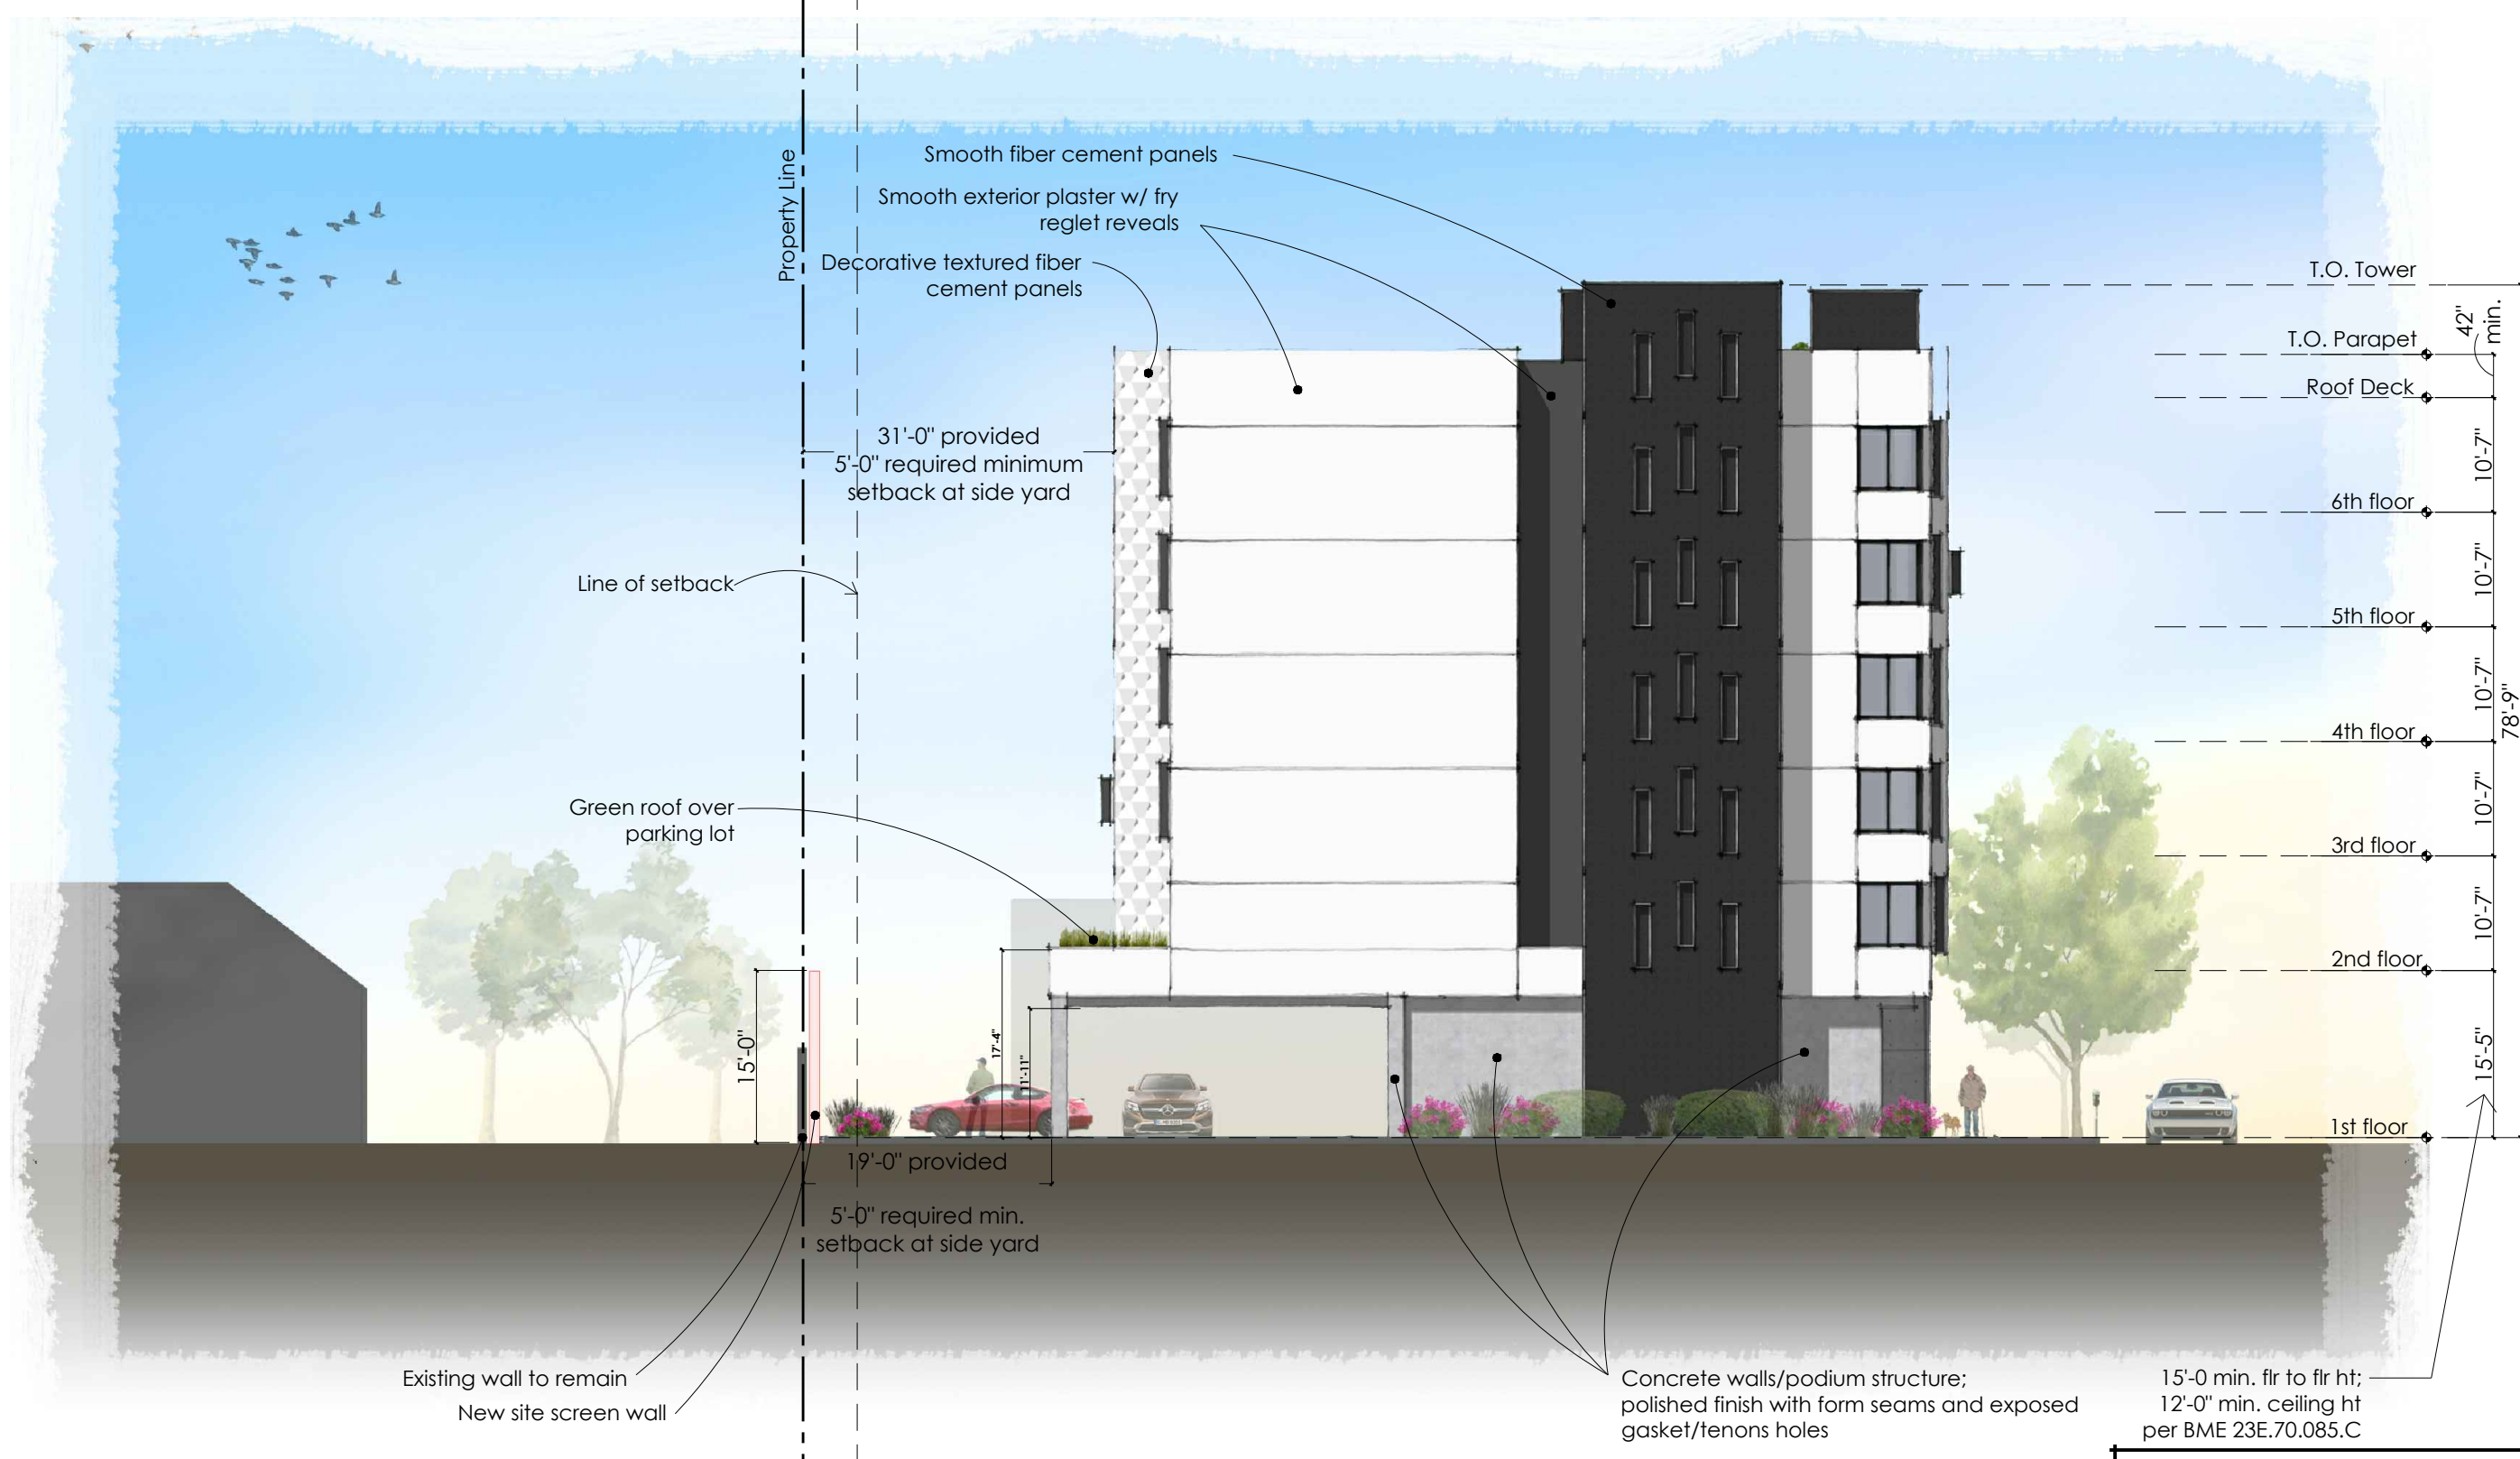 Property Line
Smooth fiber cement panels
Smooth exterior plaster w/ fry
reglet reveals
Decorative textured fiber
cement panels
31'-0" provided
5'-0" required minimum
setback at side yard
Line of setback
Green roof over
parking lot
15'-0"
17'-4"
11'-11"
19'-0" provided
5'-0" required min.
setback at side yard
Existing wall to remain
New site screen wall
Concrete walls/podium structure;
polished finish with form seams and exposed
gasket/tenons holes
15'-0 min. flr to flr ht;
12'-0" min. ceiling ht
per BME 23E.70.085.C
T.O. Tower
42"
min.
T.O. Parapet
Roof Deck
10'-7"
6th floor
10'-7"
5th floor
10'-7"
78'-9"
4th floor
10'-7"
3rd floor
10'-7"
2nd floor
15'-5"
1st floor